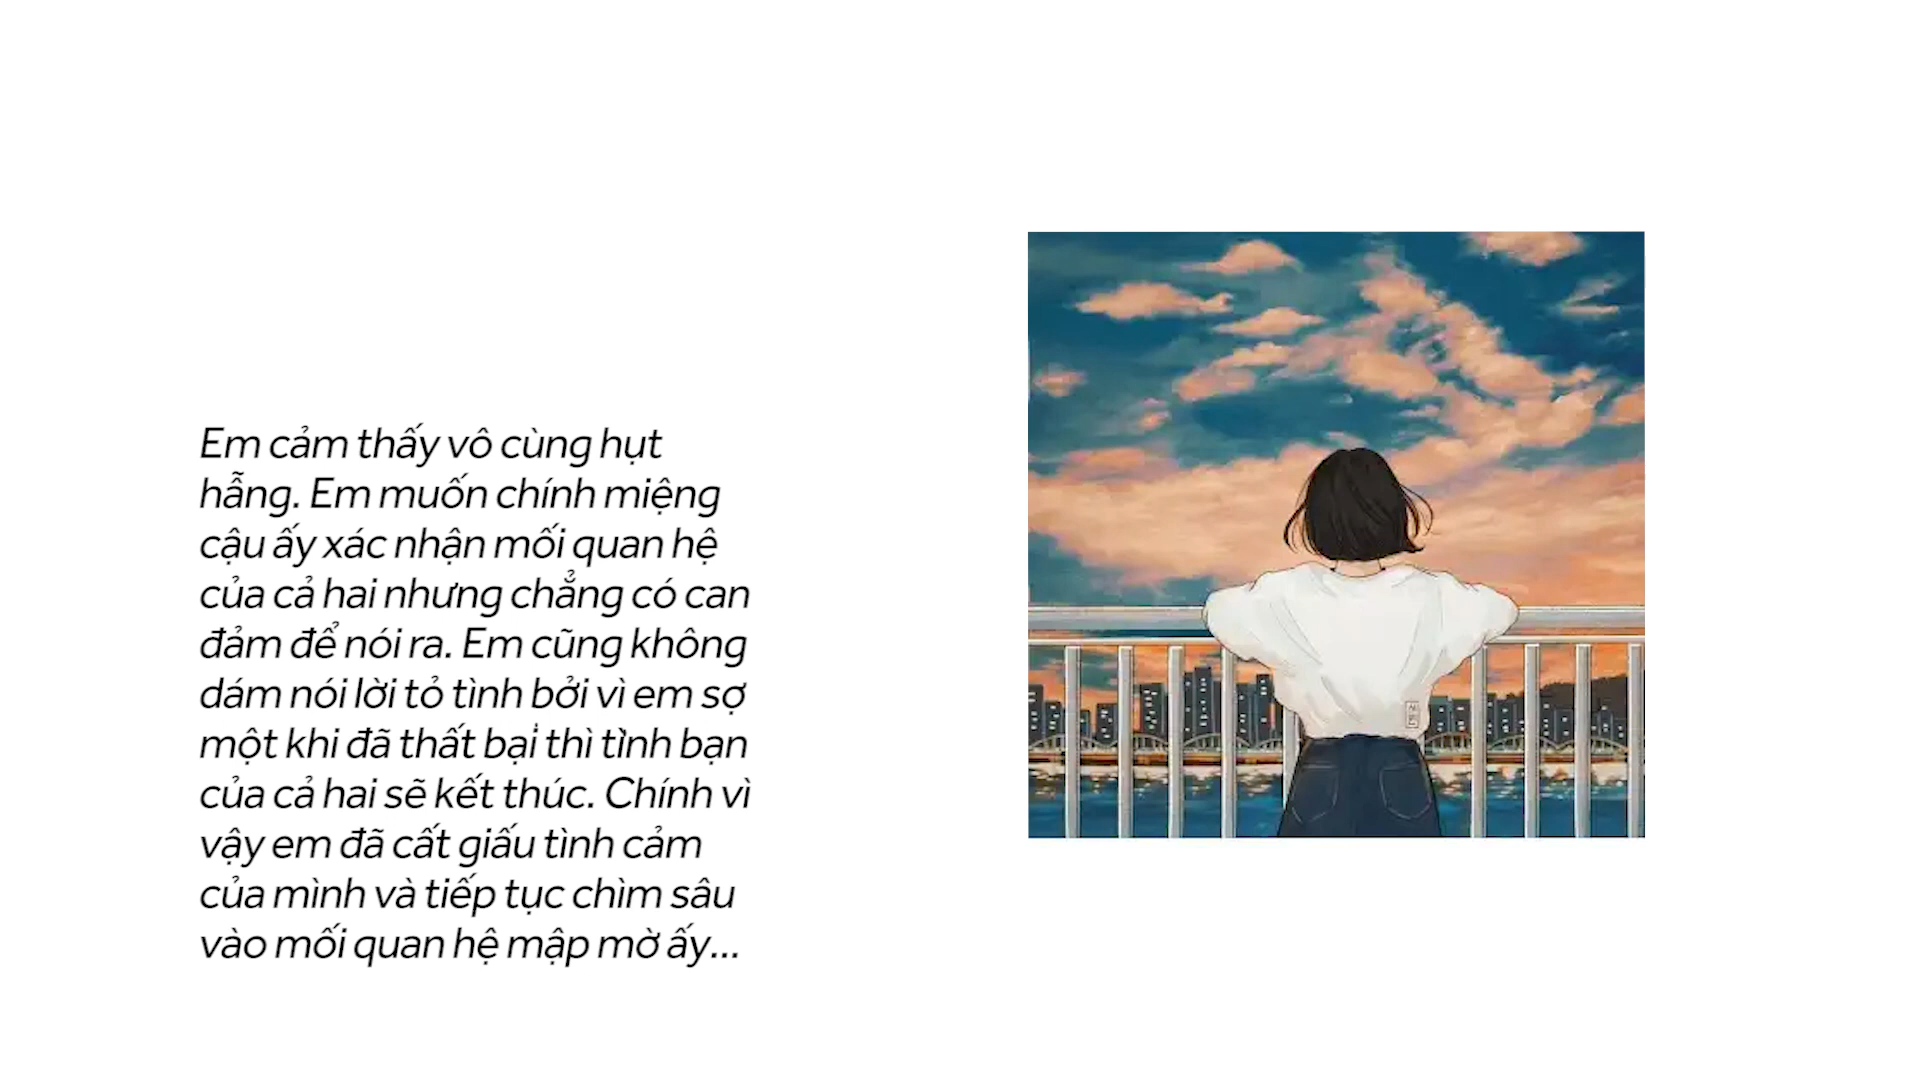 Em cảm thấy vô cùng hụt
hẫng. Em muốn chính miệng
cậu ấy xác nhận mối quan hệ
của cả hai nhưng chẳng có can
đảm để nói ra. Em cũng không
dám nói lời tỏ tình bởi vì em sợ
một khi đã thất bại thì tình bạn
của cả hai sẽ kết thúc. Chính vì
vậy em đã cất giấu tình cảm
của mình và tiếp tục chìm sâu
vào mối quan hệ mập mờ ấy...